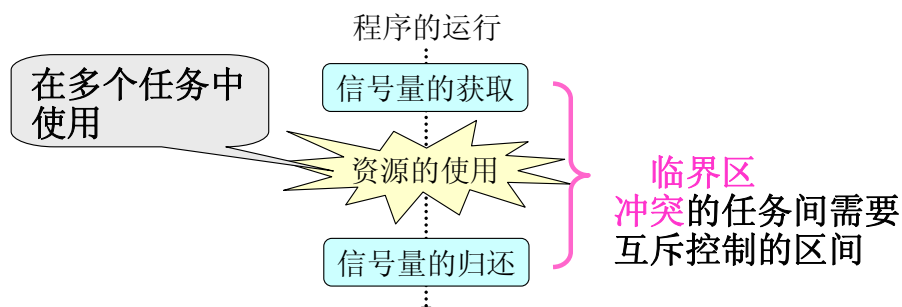 程序的运行
在多个任务中
使用
信号量的获取
资源的使用
临界区
冲突的任务间需要
互斥控制的区间
信号量的归还